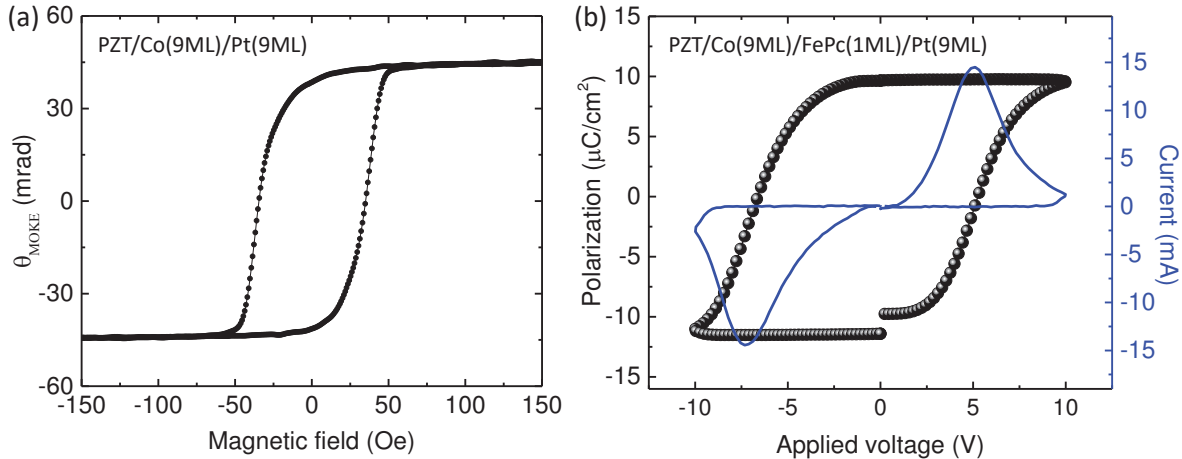 (a)
PZT/Co(9ML)/Pt(9ML)
60
30
0
-30
-60
θMOKE (mrad)
-150 -100 -50 0 50 100 150
Magnetic field (Oe)
(b)
PZT/Co(9ML)/FePc(1ML)/Pt(9ML)
15
10
5
0
-5
-10
-15
Polarization (μC/cm²)
15
10
5
0
-5
-10
-15
Current (mA)
-10 -5 0 5 10
Applied voltage (V)